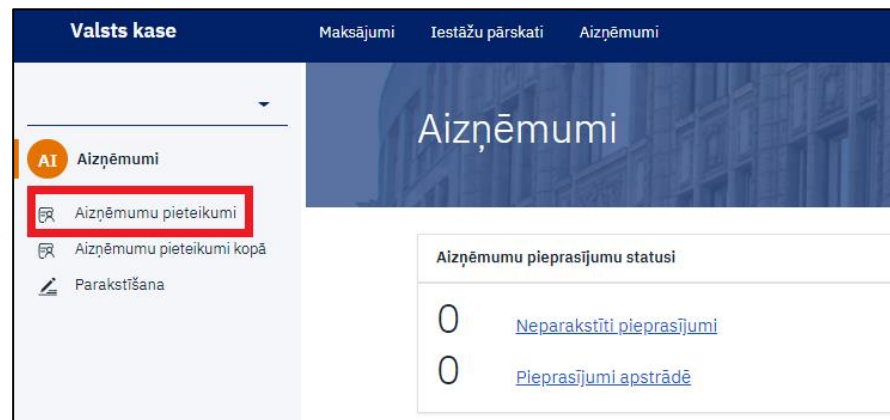 Valsts kase
Maksājumi Iestāžu pārskati Aizņēmumi
Aizņēmumi
AI Aizņēmumi
Aizņēmumu pieteikumi
Aizņēmumu pieteikumi kopā
Parakstīšana
Aizņēmumu pieprasījumu statusi
0 Neparakstīti pieprasījumi
0 Pieprasījumi apstrādē